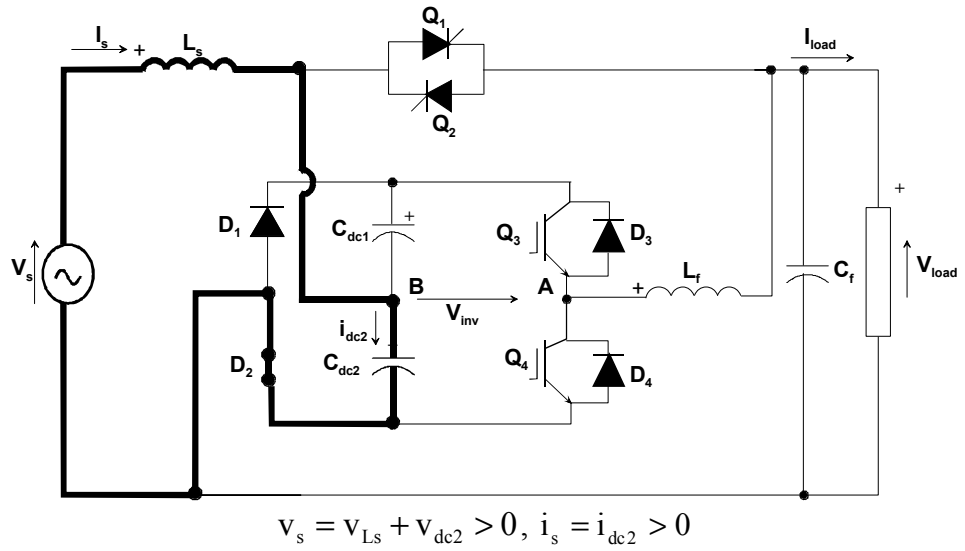 Q1
Is
+
Ls
Iload
Q2
+
D1
Cdc1
+
Q3
D3
Vs
B
Vinv
A
+
Lf
Cf
Vload
idc2
D2
Cdc2
Q4
D4
vs = vLs + vdc2 > 0, is = idc2 > 0